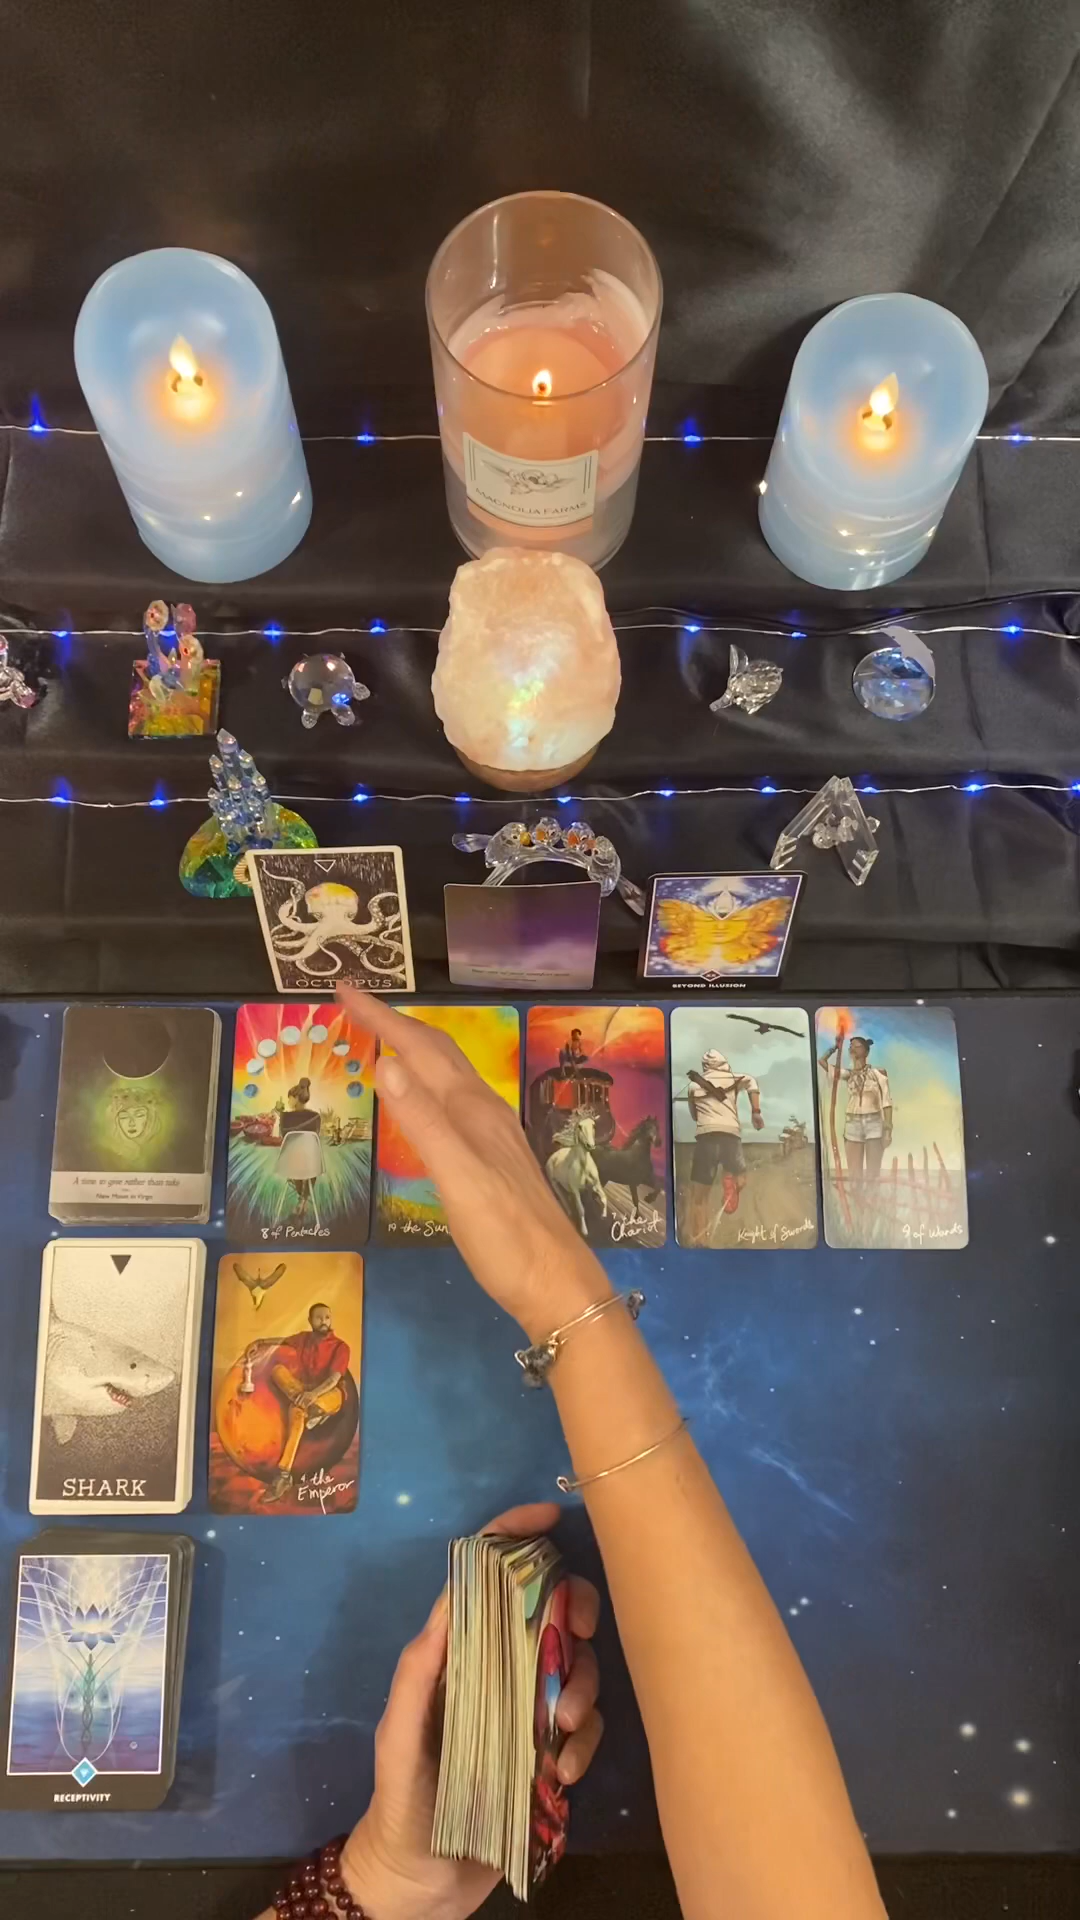 MAGNOLIA FARMS
OCTOPUS
BEYOND ILLUSION
A time to give rather than take
New Moon in Virgo
8 of Pentacles
19 the Sun
7 the Chariot
Knight of Swords
9 of Wands
SHARK
4 the
Emperor
RECEPTIVITY